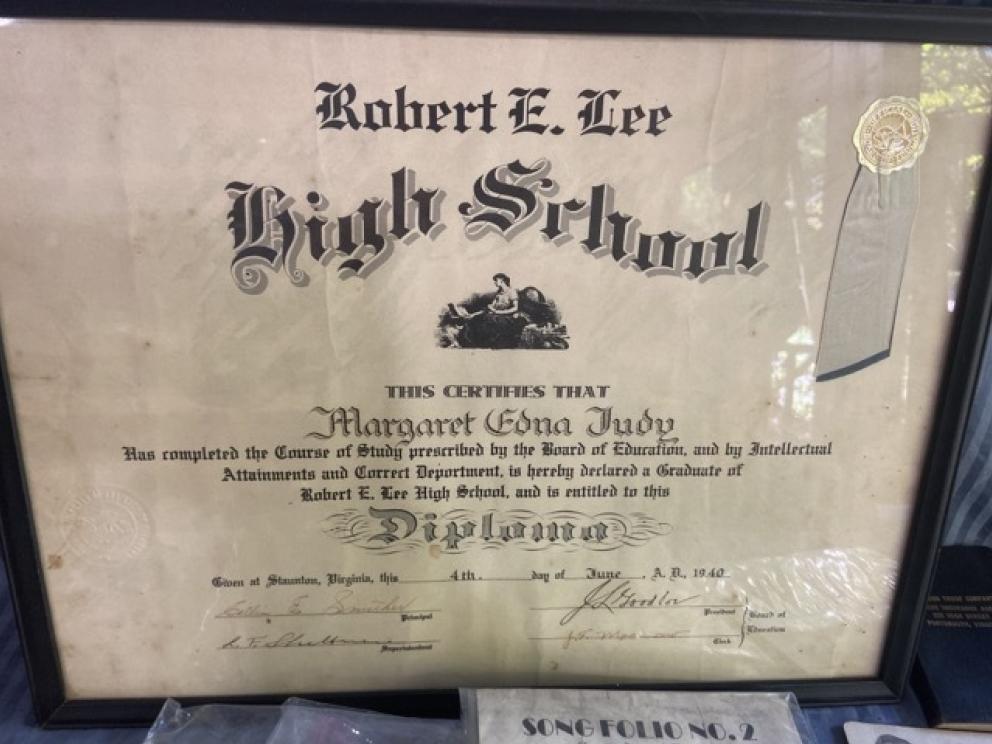 Robert E. Lee
High School
THIS CERTIFIES THAT
Margaret Edna Judy
Has completed the Course of Study prescribed by the Board of Education, and by Intellectual
Attainments and Correct Deportment, is hereby declared a Graduate of
Robert E. Lee High School, and is entitled to this
Diploma
Given at Staunton, Virginia, this 4th. day of June, A. D., 1940
Principal
President
Board of
Education
Superintendent
Clerk
SONG FOLIO NO. 2